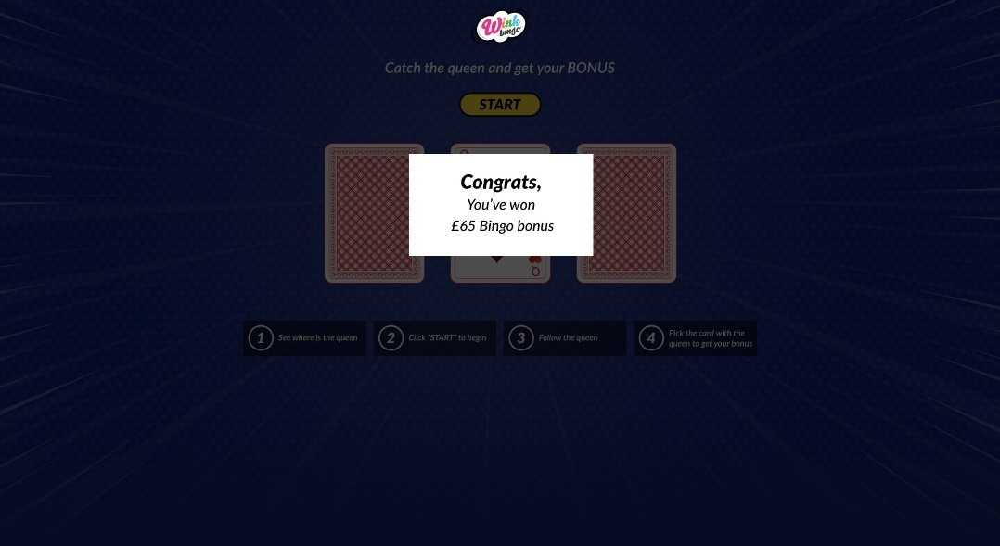 Wink
bingo
Catch the queen and get your BONUS
START
Congrats,
You've won
£65 Bingo bonus
Q
1 See where is the queen
2 Click "START" to begin
3 Follow the queen
4 Pick the card with the
queen to get your bonus